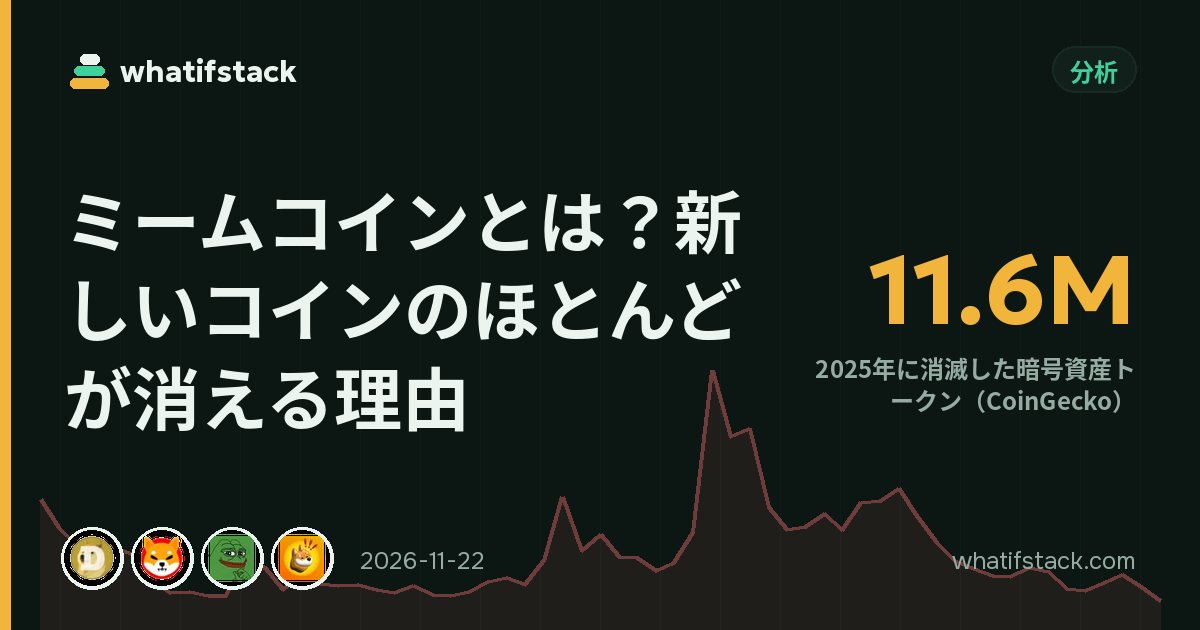 whatifstack
分析
ミームコインとは？新
しいコインのほとんど
が消える理由
11.6M
2025年に消滅した暗号資産ト
ークン（CoinGecko）
2026-11-22
whatifstack.com